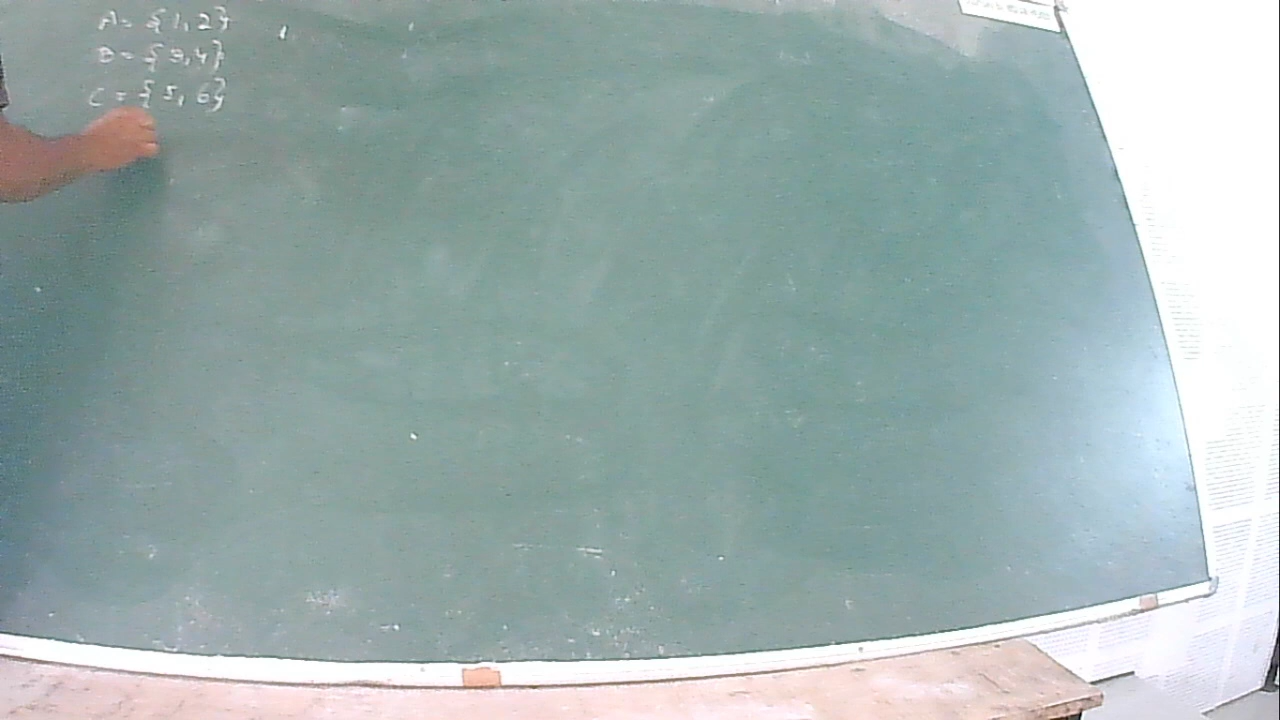 A = {1, 2}
B = {3, 4}
C = {5, 6}